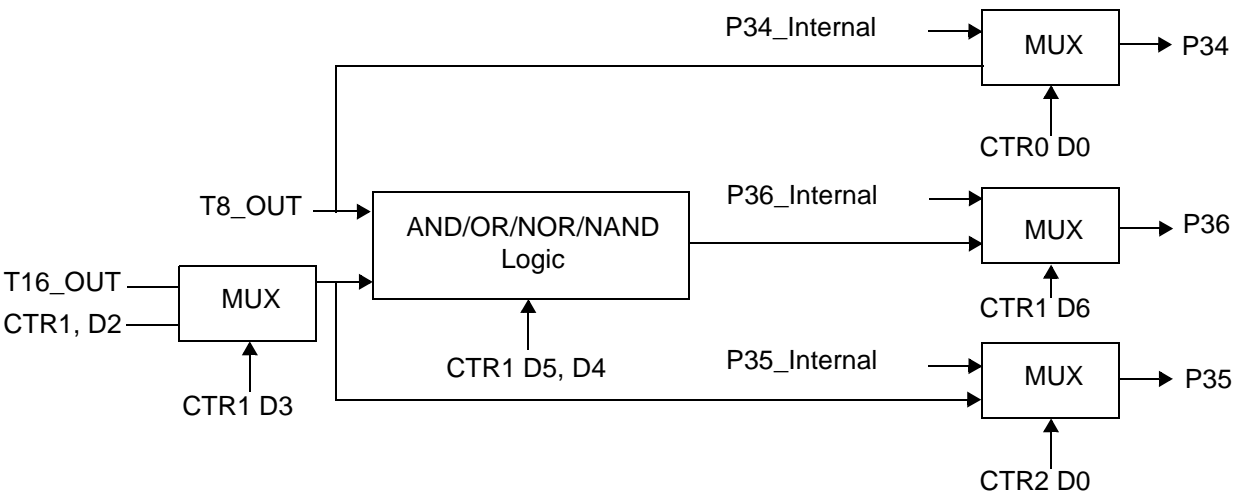 P34_Internal
MUX
P34
CTR0 D0
T8_OUT
AND/OR/NOR/NAND
Logic
P36_Internal
MUX
P36
CTR1 D6
T16_OUT
CTR1, D2
MUX
CTR1 D3
CTR1 D5, D4
P35_Internal
MUX
P35
CTR2 D0